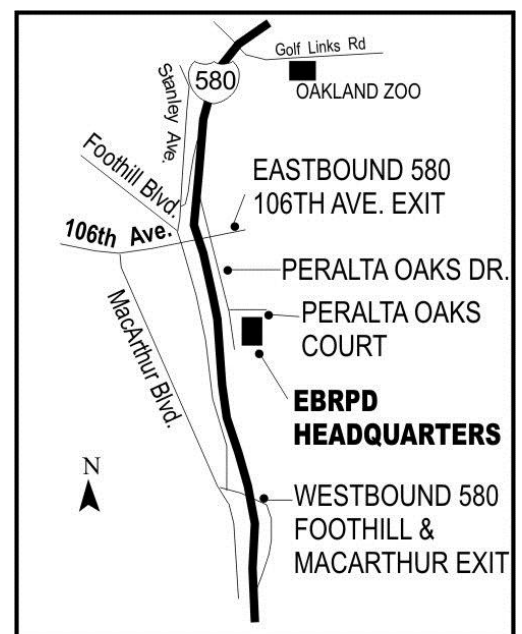 Golf Links Rd
580
OAKLAND ZOO
Stanley Ave.
Foothill Blvd.
EASTBOUND 580
106TH AVE. EXIT
106th Ave.
PERALTA OAKS DR.
PERALTA OAKS
COURT
MacArthur Blvd.
EBRPD
HEADQUARTERS
N
WESTBOUND 580
FOOTHILL &
MACARTHUR EXIT